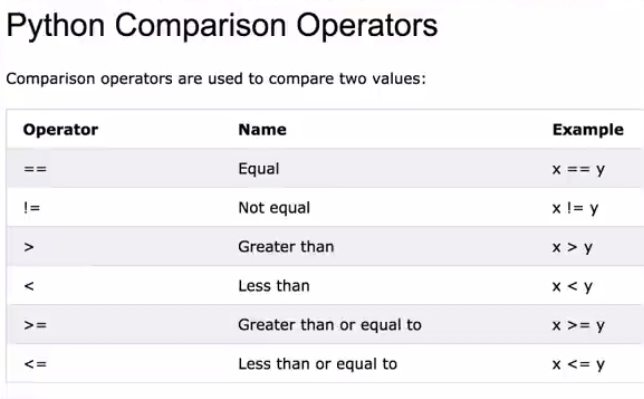 Python Comparison Operators
Comparison operators are used to compare two values:
Operator Name Example
== Equal x == y
!= Not equal x != y
> Greater than x > y
< Less than x < y
>= Greater than or equal to x >= y
<= Less than or equal to x <= y